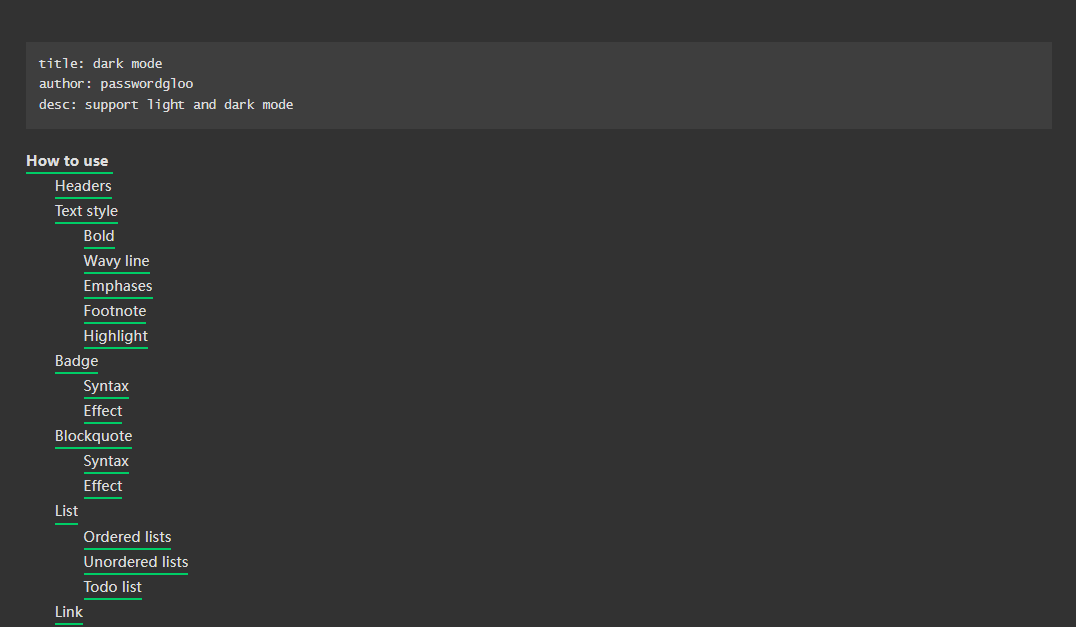 title: dark mode
author: passwordgloo
desc: support light and dark mode
How to use
Headers
Text style
Bold
Wavy line
Emphases
Footnote
Highlight
Badge
Syntax
Effect
Blockquote
Syntax
Effect
List
Ordered lists
Unordered lists
Todo list
Link